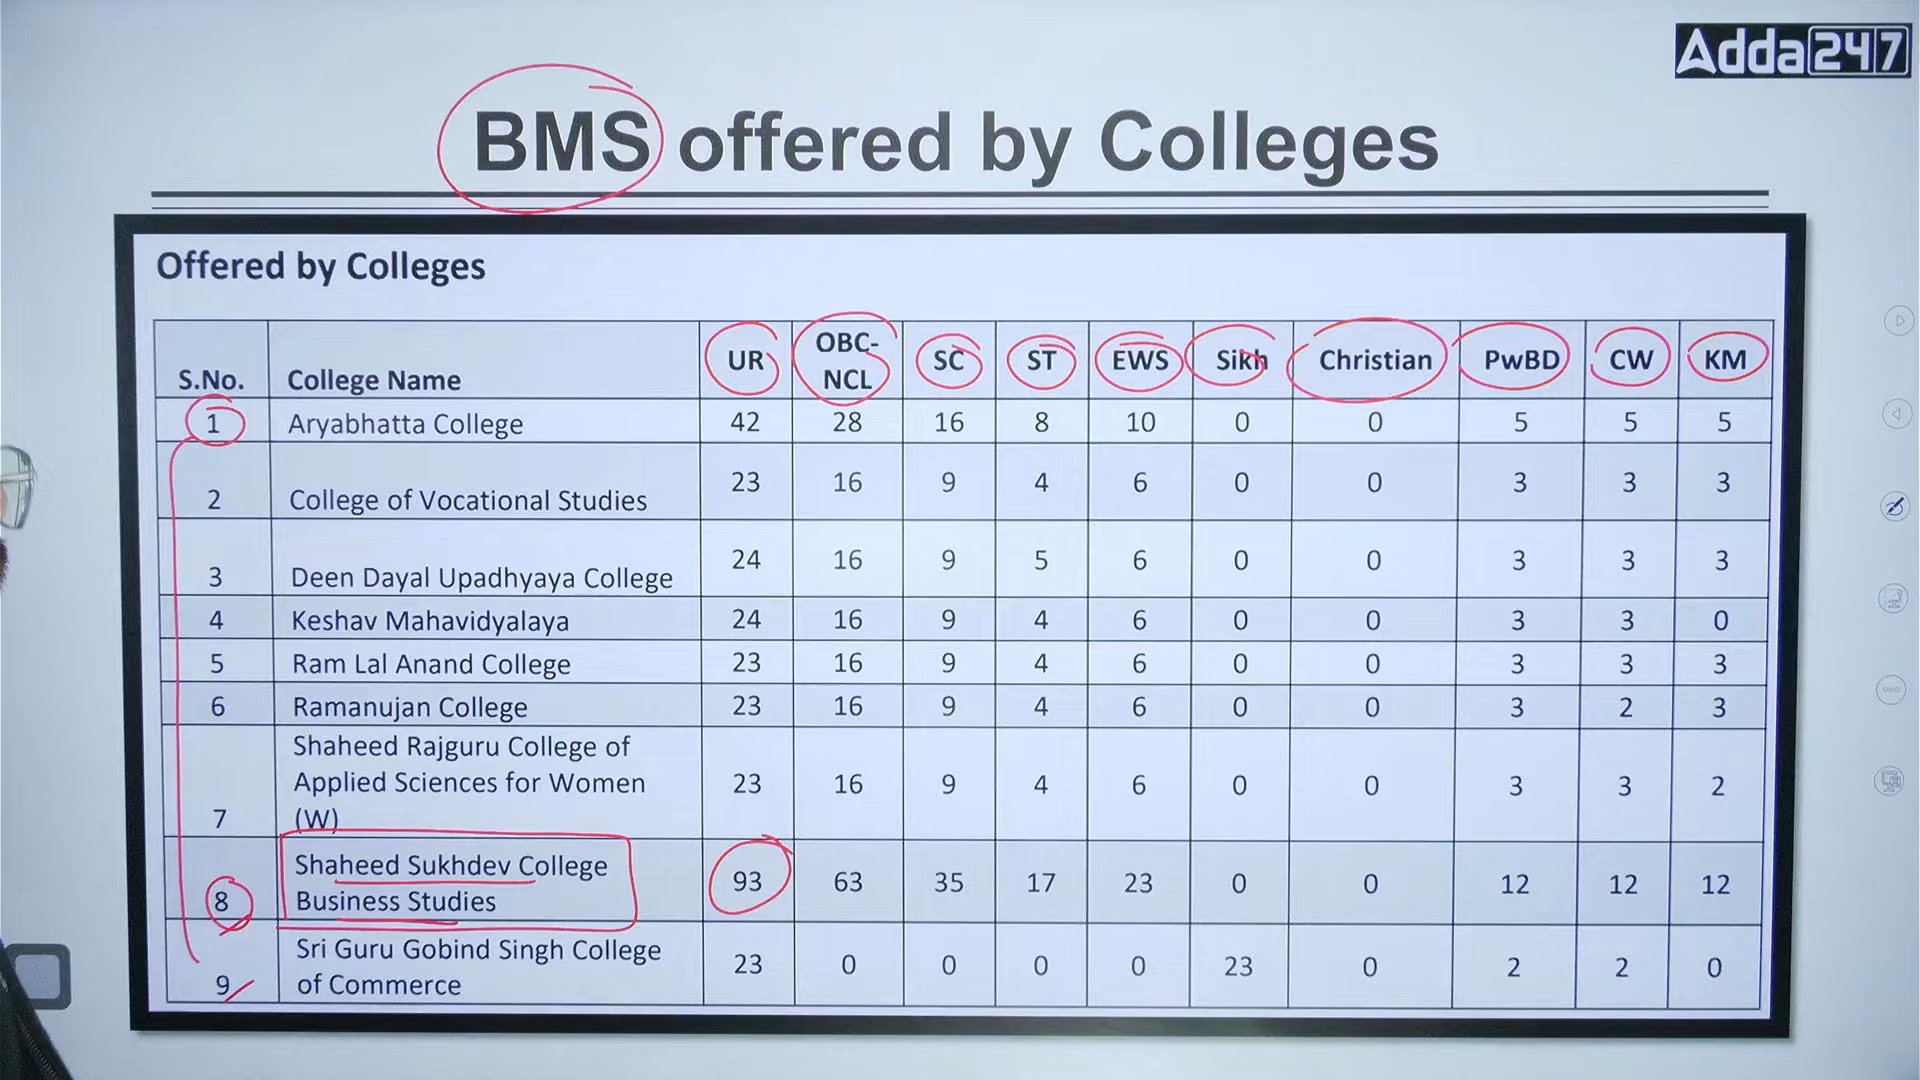 Adda247
BMS offered by Colleges
Offered by Colleges
S.No. College Name UR OBC-NCL SC ST EWS Sikh Christian PwBD CW KM
1 Aryabhatta College 42 28 16 8 10 0 0 5 5 5
2 College of Vocational Studies 23 16 9 4 6 0 0 3 3 3
3 Deen Dayal Upadhyaya College 24 16 9 5 6 0 0 3 3 3
4 Keshav Mahavidyalaya 24 16 9 4 6 0 0 3 3 0
5 Ram Lal Anand College 23 16 9 4 6 0 0 3 3 3
6 Ramanujan College 23 16 9 4 6 0 0 3 2 3
7 Shaheed Rajguru College of
Applied Sciences for Women
(W) 23 16 9 4 6 0 0 3 3 2
8 Shaheed Sukhdev College
Business Studies 93 63 35 17 23 0 0 12 12 12
9 Sri Guru Gobind Singh College
of Commerce 23 0 0 0 0 23 0 2 2 0